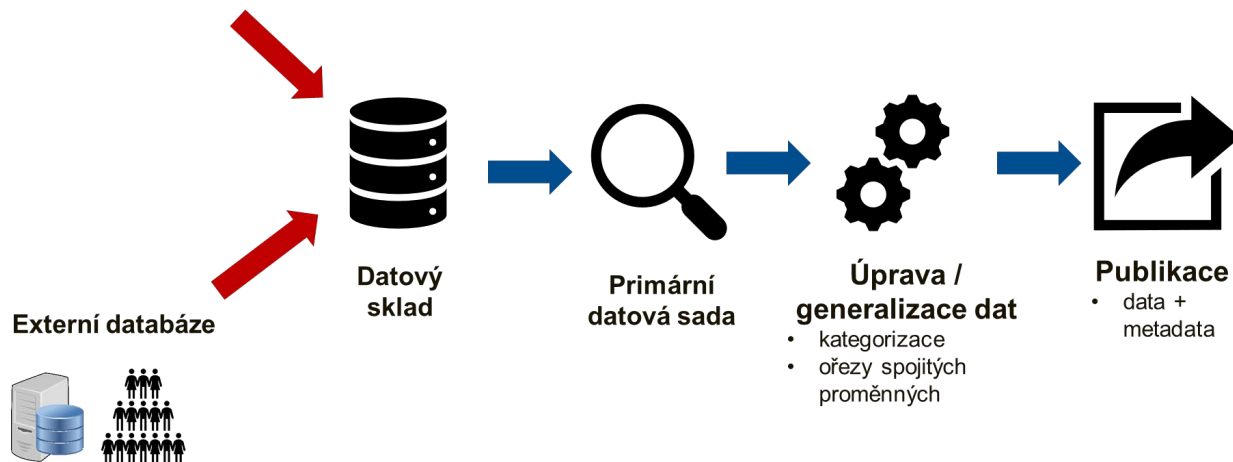 Externí databáze
Datový
sklad
Primární
datová sada
Úprava /
generalizace dat
• kategorizace
• ořezy spojitých
proměnných
Publikace
• data +
metadata